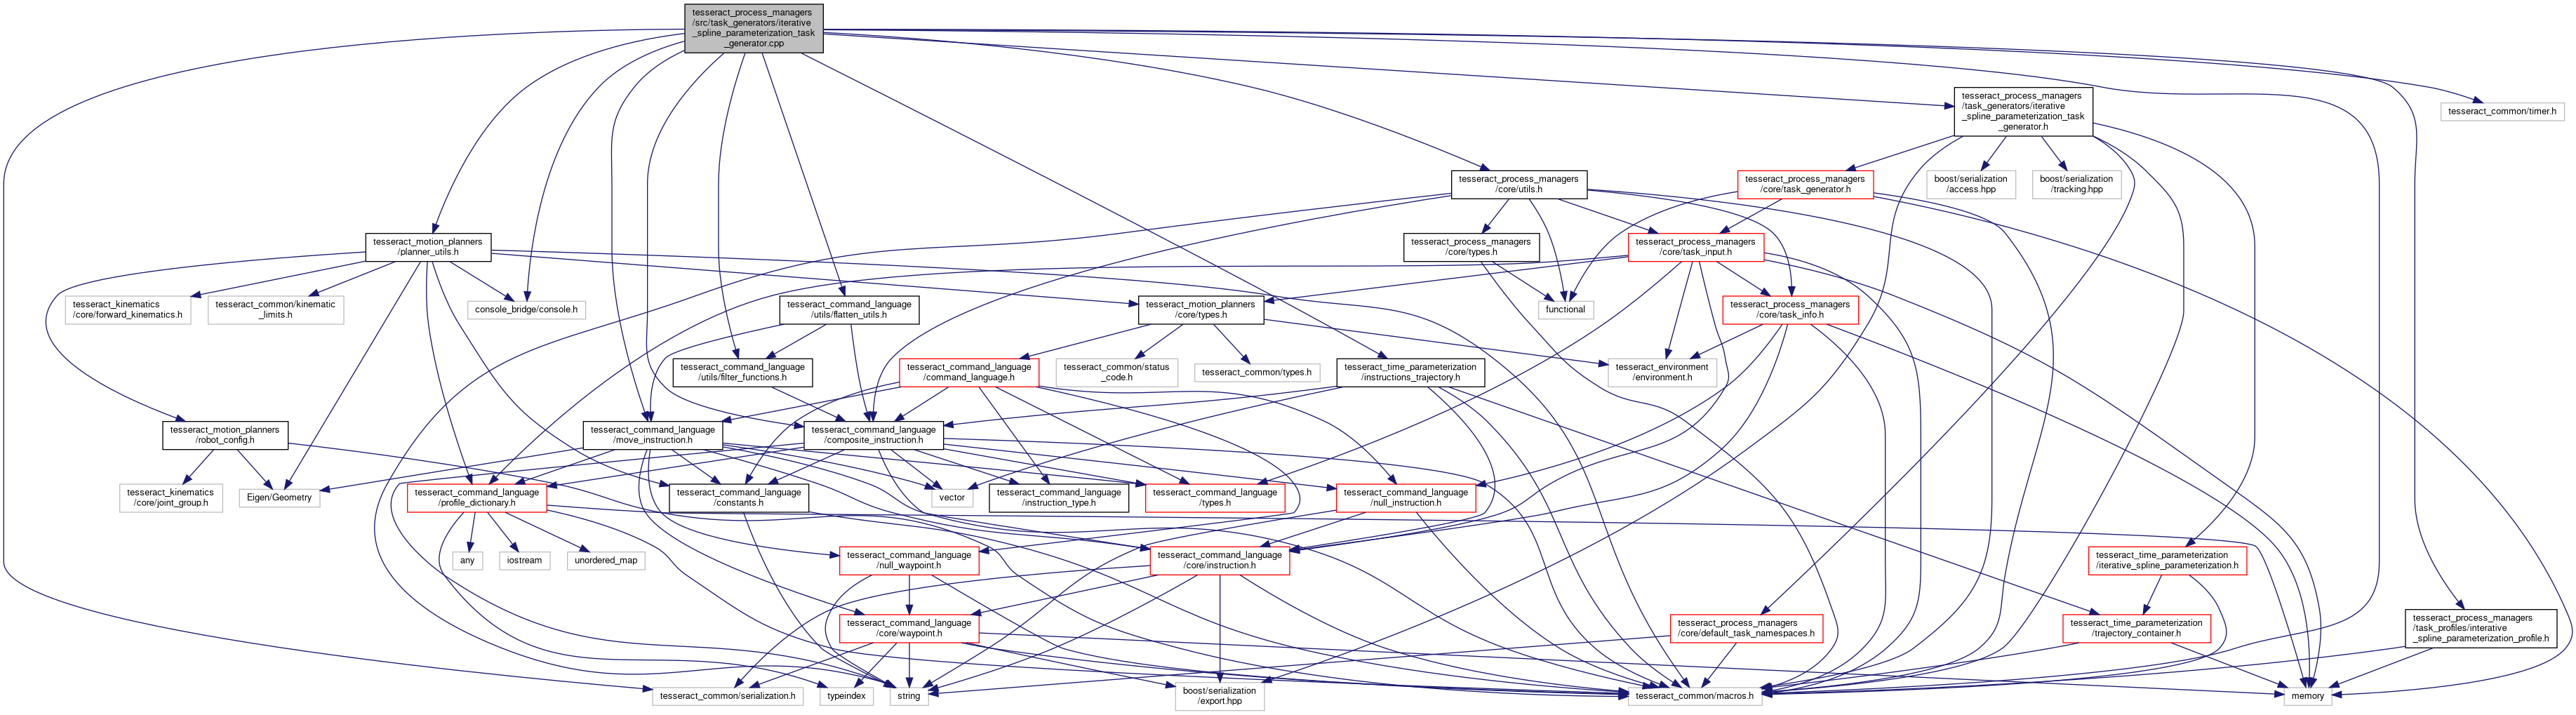 tesseract_process_managers
/src/task_generators/iterative
_spline_parameterization_task
_generator.cpp
tesseract_process_managers
/task_generators/iterative
_spline_parameterization_task
_generator.h
tesseract_common/timer.h
tesseract_process_managers
/core/utils.h
tesseract_process_managers
/core/task_generator.h
boost/serialization
/access.hpp
boost/serialization
/tracking.hpp
tesseract_motion_planners
/planner_utils.h
tesseract_process_managers
/core/types.h
tesseract_process_managers
/core/task_input.h
tesseract_kinematics
/core/forward_kinematics.h
tesseract_common/kinematic
_limits.h
console_bridge/console.h
tesseract_command_language
/utils/flatten_utils.h
tesseract_motion_planners
/core/types.h
functional
tesseract_process_managers
/core/task_info.h
tesseract_command_language
/utils/filter_functions.h
tesseract_command_language
/command_language.h
tesseract_common/status
_code.h
tesseract_common/types.h
tesseract_time_parameterization
/instructions_trajectory.h
tesseract_environment
/environment.h
tesseract_motion_planners
/robot_config.h
tesseract_command_language
/move_instruction.h
tesseract_command_language
/composite_instruction.h
tesseract_kinematics
/core/joint_group.h
Eigen/Geometry
tesseract_command_language
/profile_dictionary.h
tesseract_command_language
/constants.h
vector
tesseract_command_language
/instruction_type.h
tesseract_command_language
/types.h
tesseract_command_language
/null_instruction.h
any
iostream
unordered_map
tesseract_command_language
/null_waypoint.h
tesseract_command_language
/core/instruction.h
tesseract_time_parameterization
/iterative_spline_parameterization.h
tesseract_command_language
/core/waypoint.h
tesseract_process_managers
/core/default_task_namespaces.h
tesseract_time_parameterization
/trajectory_container.h
tesseract_process_managers
/task_profiles/iterative
_spline_parameterization_profile.h
tesseract_common/serialization.h
typeindex
string
boost/serialization
/export.hpp
tesseract_common/macros.h
memory